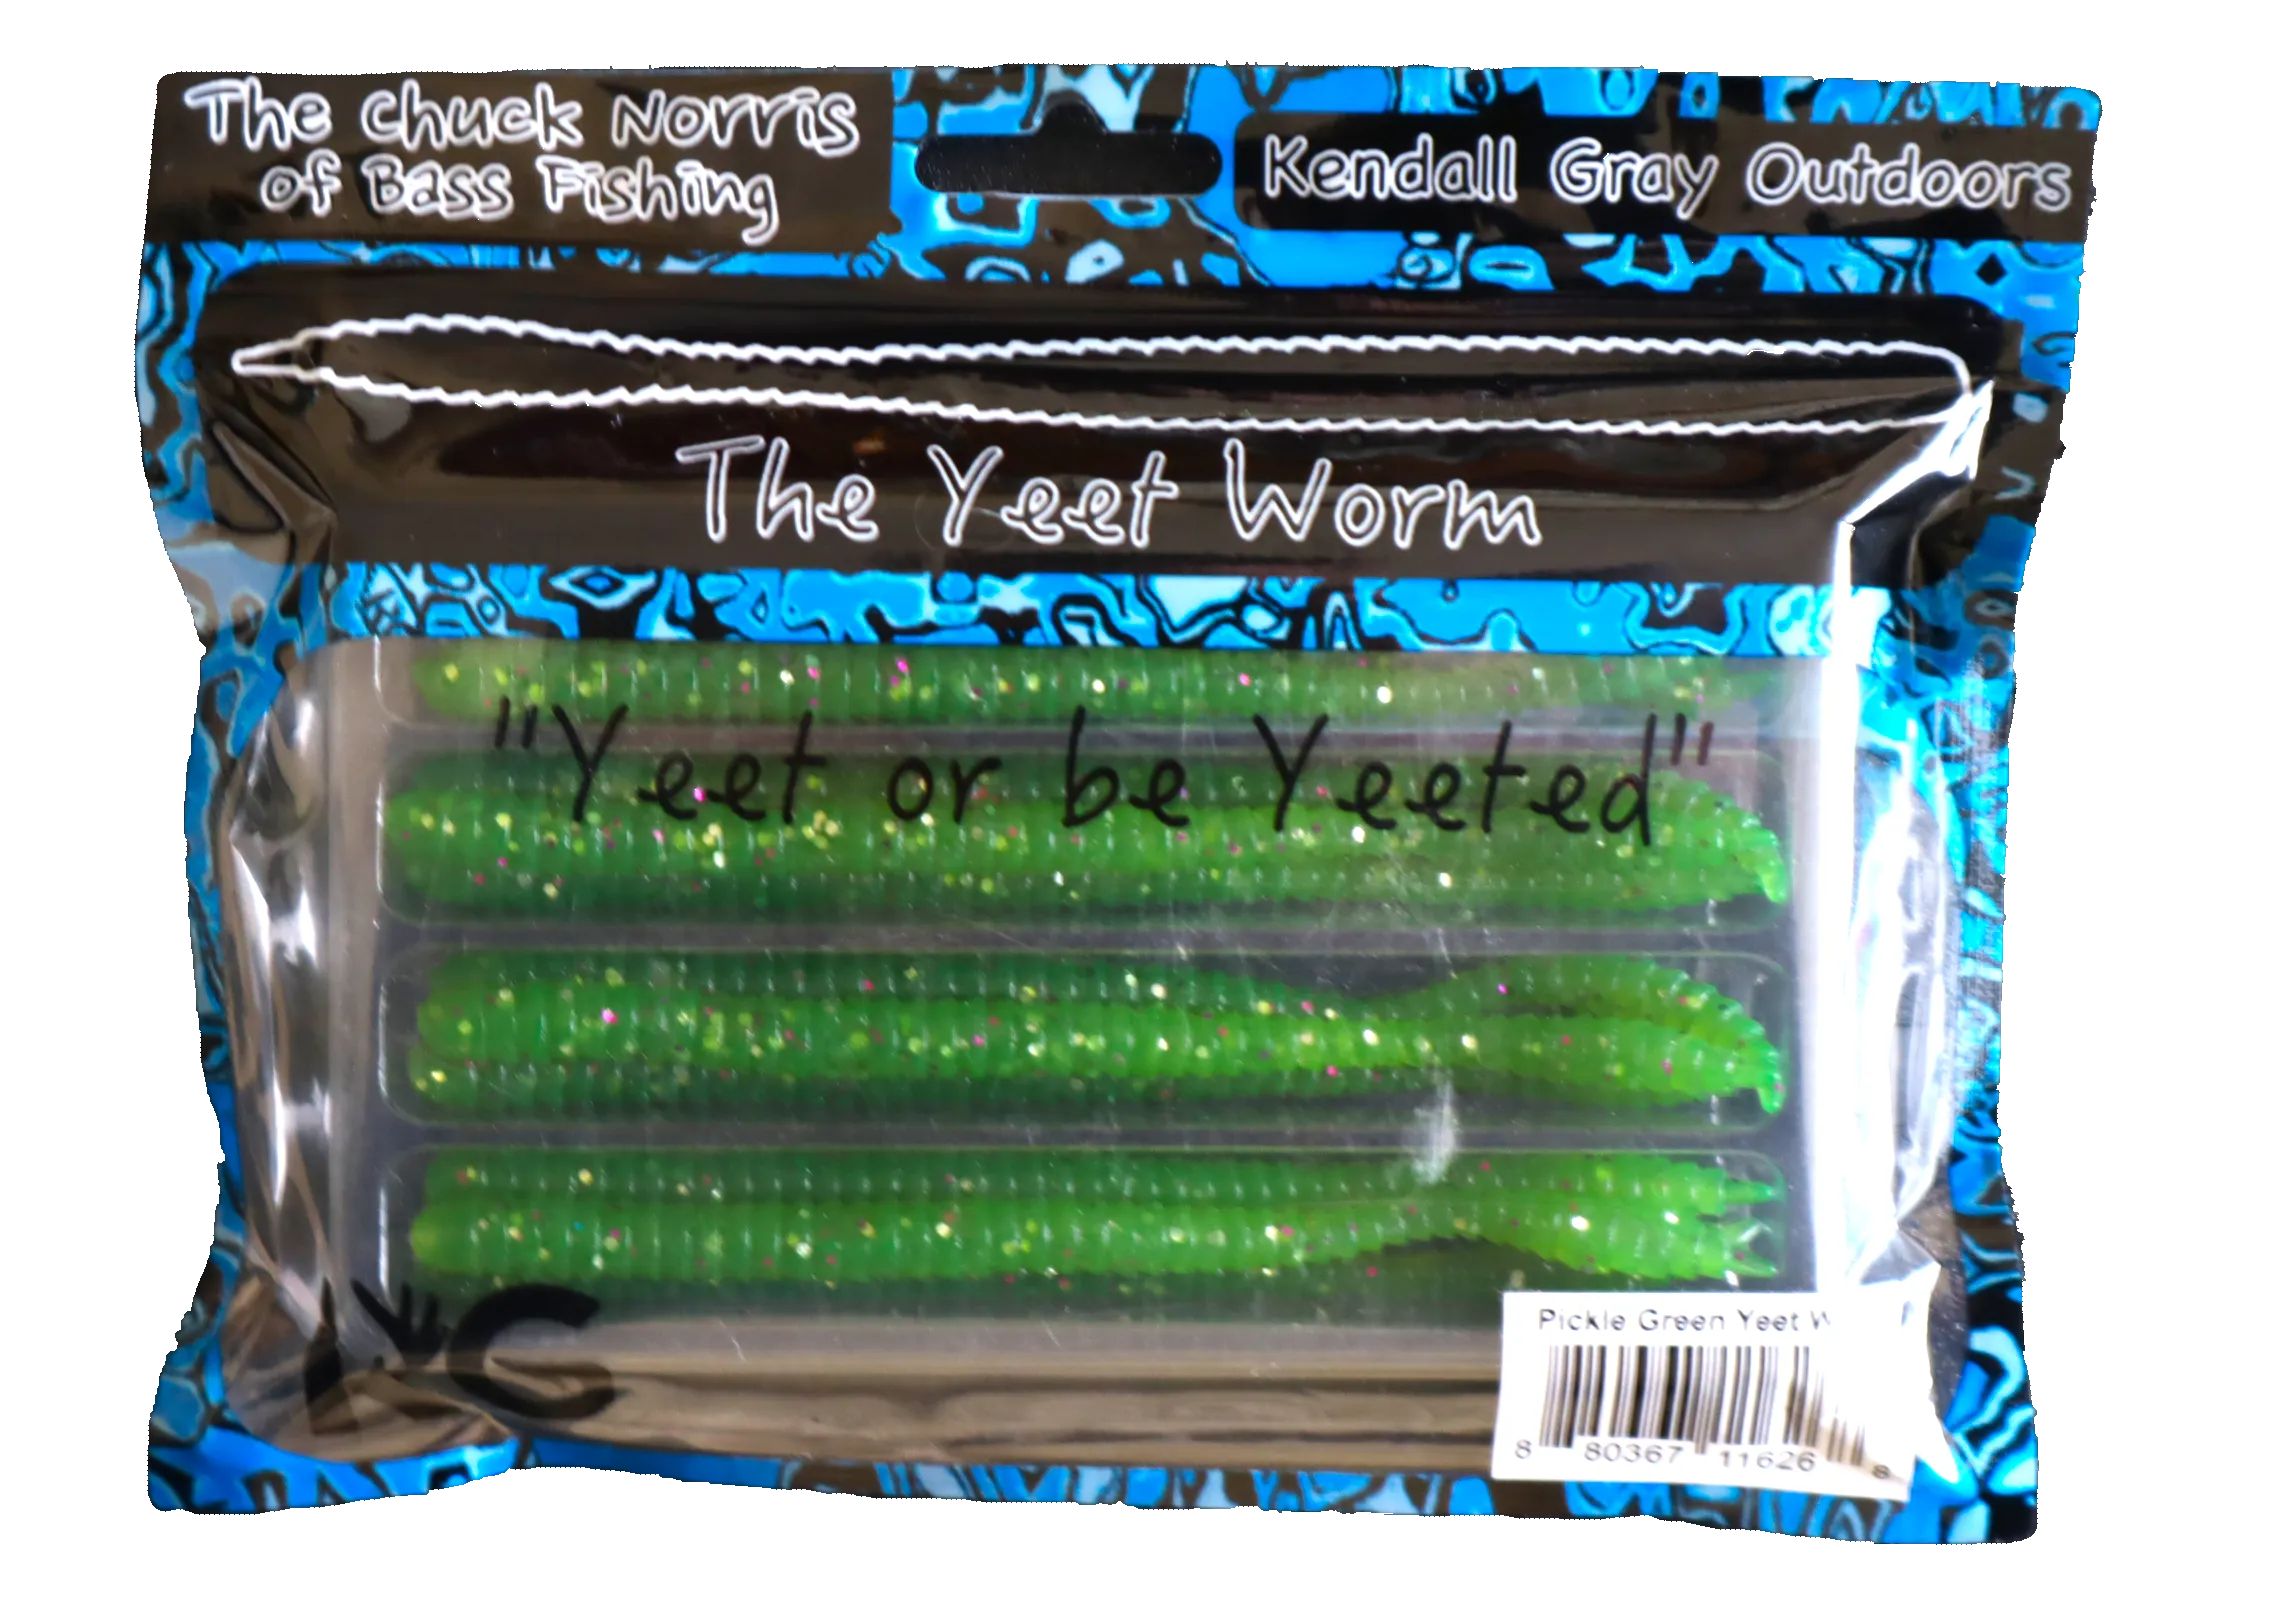 The Chuck Norris
of Bass Fishing
Kendall Gray Outdoors
The Yeet Worm
"Yeet or be Yeeted"
KG
Pickle Green Yeet
8 80367 11626 8